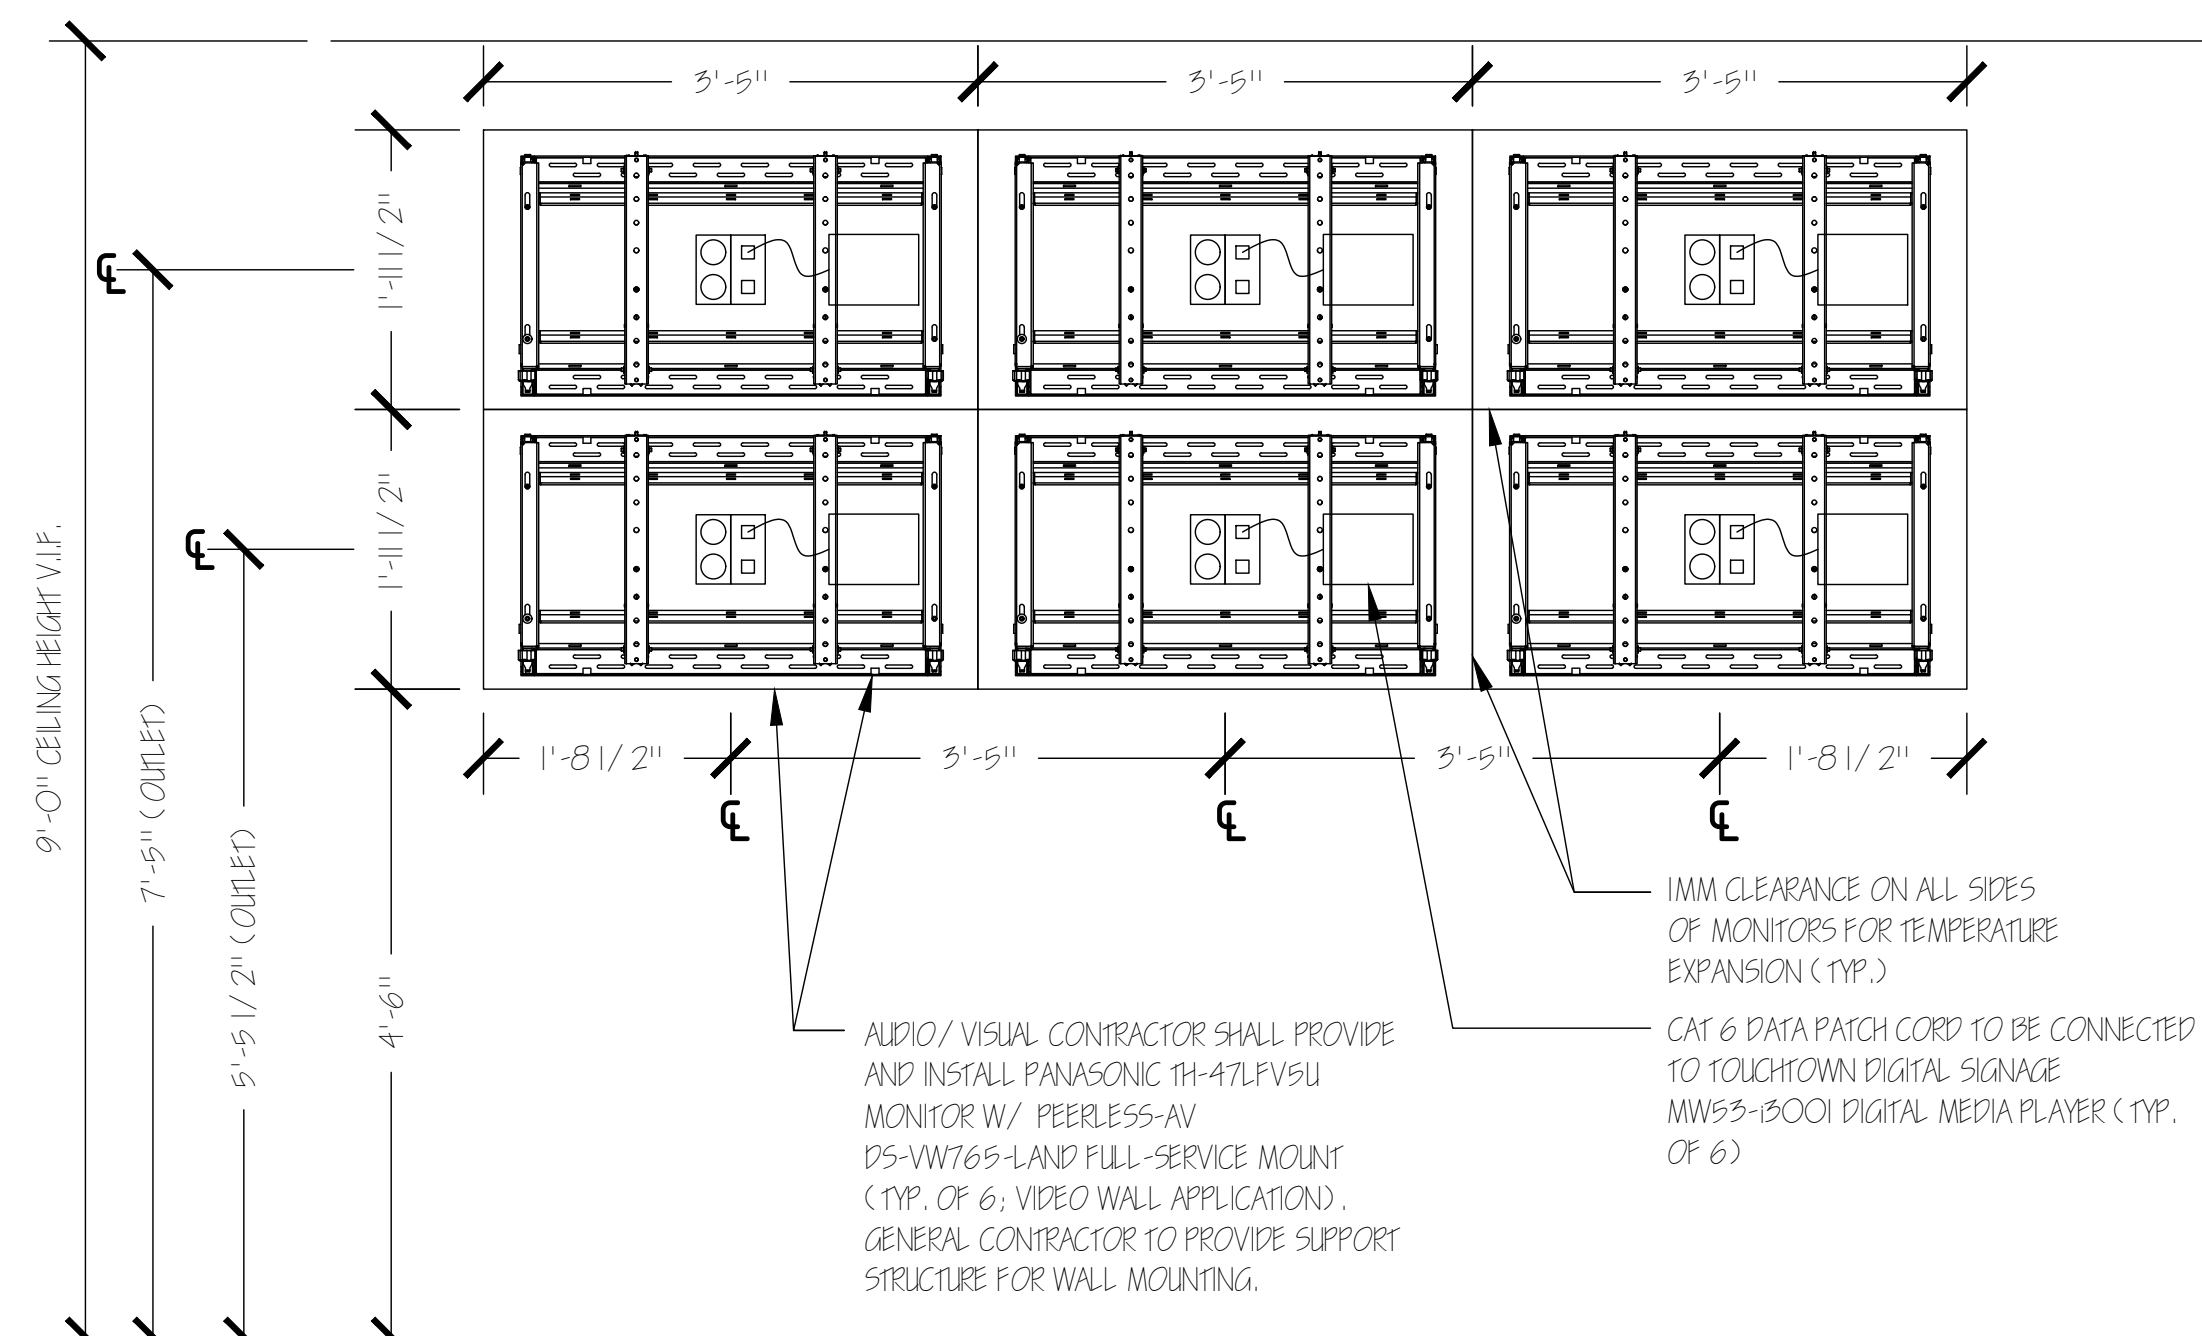 3'-5" 3'-5" 3'-5"
1'-11 1/2"
1'-11 1/2"
9'-0" CEILING HEIGHT V.I.F.
7'-5" (OUTLET)
5'-5 1/2" (OUTLET)
4'-6"
℄
℄
1'-8 1/2" 3'-5" 3'-5" 1'-8 1/2"
℄ ℄ ℄
1MM CLEARANCE ON ALL SIDES
OF MONITORS FOR TEMPERATURE
EXPANSION (TYP.)
CAT 6 DATA PATCH CORD TO BE CONNECTED
TO TOUCHTOWN DIGITAL SIGNAGE
MW53-i3001 DIGITAL MEDIA PLAYER (TYP.
OF 6)
AUDIO/ VISUAL CONTRACTOR SHALL PROVIDE
AND INSTALL PANASONIC TH-47LFV5U
MONITOR W/ PEERLESS-AV
DS-VW765-LAND FULL-SERVICE MOUNT
(TYP. OF 6; VIDEO WALL APPLICATION).
GENERAL CONTRACTOR TO PROVIDE SUPPORT
STRUCTURE FOR WALL MOUNTING.